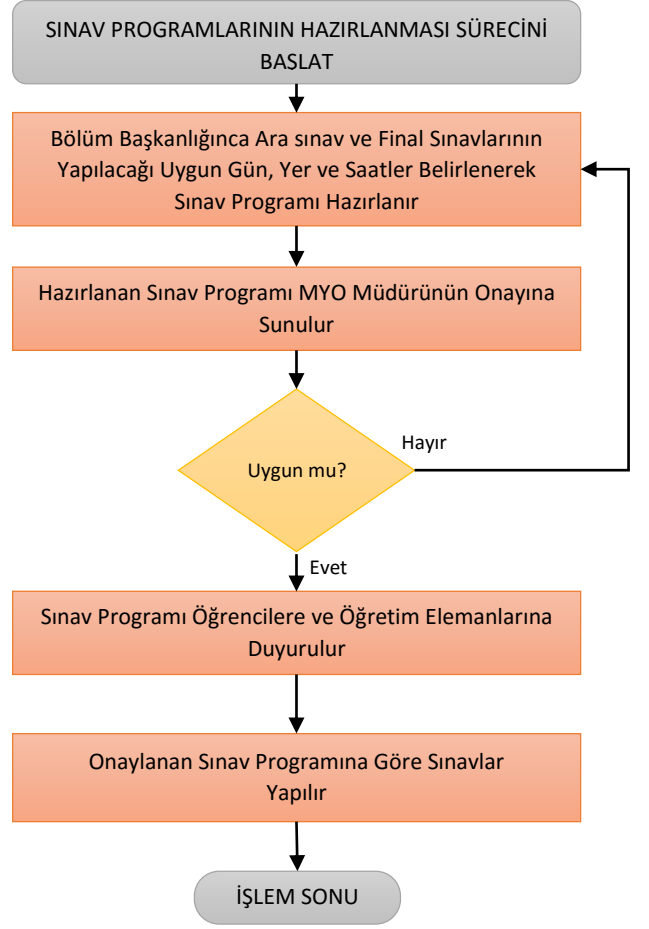 SINAV PROGRAMLARININ HAZIRLANMASI SÜRECİNİ
BASLAT
Bölüm Başkanlığınca Ara sınav ve Final Sınavlarının
Yapılacağı Uygun Gün, Yer ve Saatler Belirlenerek
Sınav Programı Hazırlanır
Hazırlanan Sınav Programı MYO Müdürünün Onayına
Sunulur
Uygun mu?
Hayır
Evet
Sınav Programı Öğrencilere ve Öğretim Elemanlarına
Duyurulur
Onaylanan Sınav Programına Göre Sınavlar
Yapılır
İŞLEM SONU